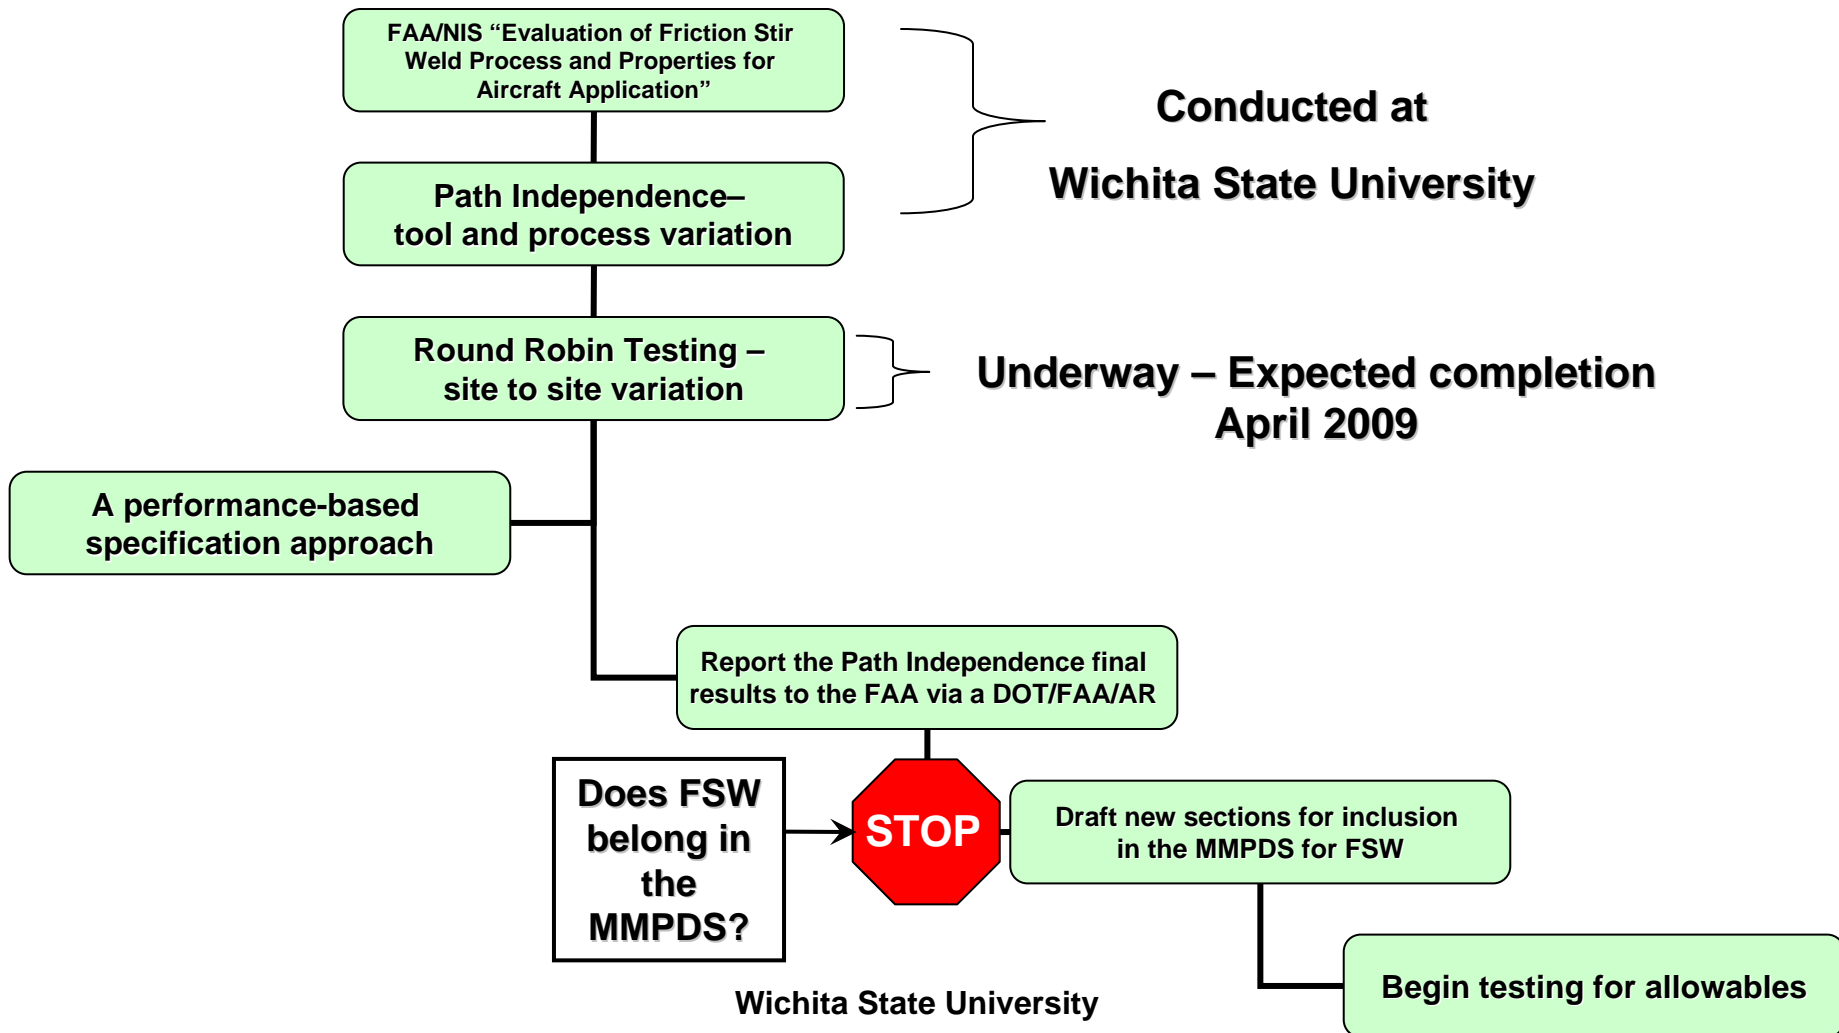 FAA/NIS “Evaluation of Friction Stir
Weld Process and Properties for
Aircraft Application”
Conducted at
Wichita State University
Path Independence–
tool and process variation
Round Robin Testing –
site to site variation
Underway – Expected completion
April 2009
A performance-based
specification approach
Report the Path Independence final
results to the FAA via a DOT/FAA/AR
Does FSW
belong in
the
MMPDS?
STOP
Draft new sections for inclusion
in the MMPDS for FSW
Begin testing for allowables
Wichita State University